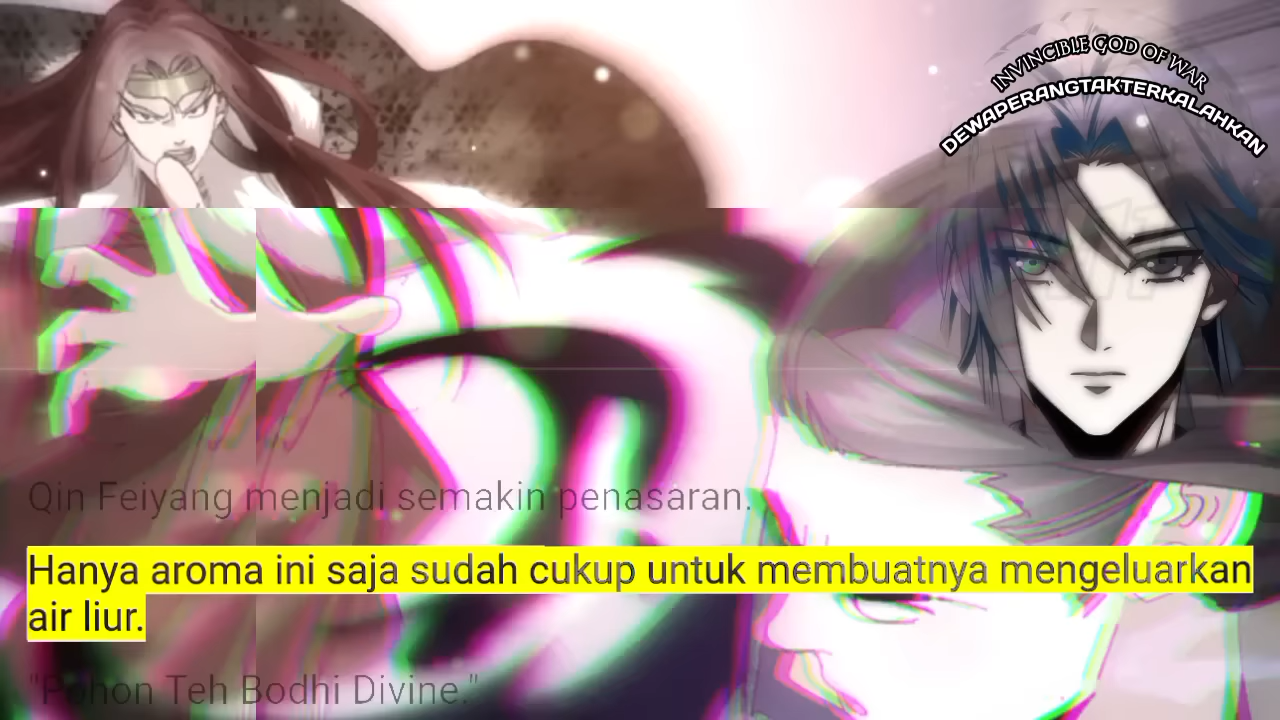 INVINCIBLE GOD OF WAR
DEWAPERANGTAKTERKALAHKAN
Qin Feiyang menjadi semakin penasaran.
Hanya aroma ini saja sudah cukup untuk membuatnya mengeluarkan
air liur.
"Pohon Teh Bodhi Divine."